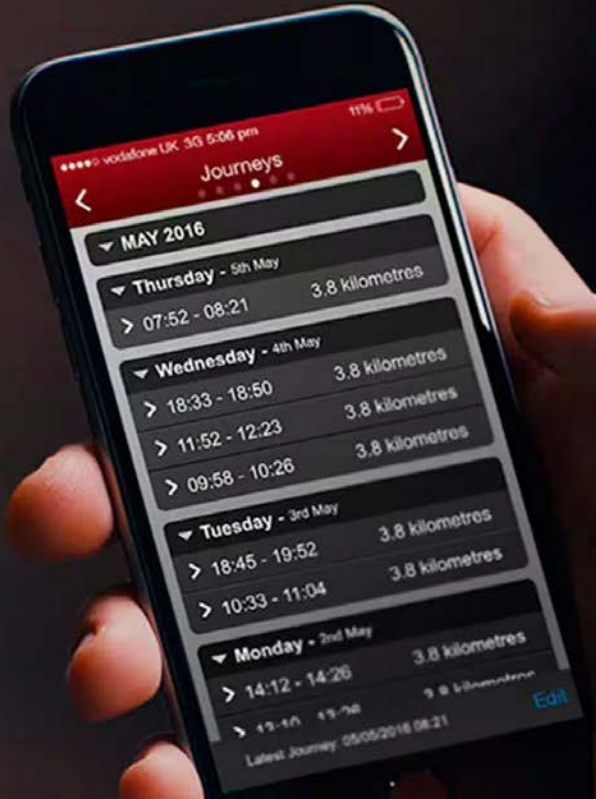 vodafone UK 3G 5:06 pm 11%
Journeys
MAY 2016
Thursday - 5th May
07:52 - 08:21 3.8 kilometres
Wednesday - 4th May
18:33 - 18:50 3.8 kilometres
11:52 - 12:23 3.8 kilometres
09:58 - 10:26 3.8 kilometres
Tuesday - 3rd May
18:45 - 19:52 3.8 kilometres
10:33 - 11:04 3.8 kilometres
Monday - 2nd May
14:12 - 14:26 3.8 kilometres
Edit
Latest Journey: 05/05/2016 08:21